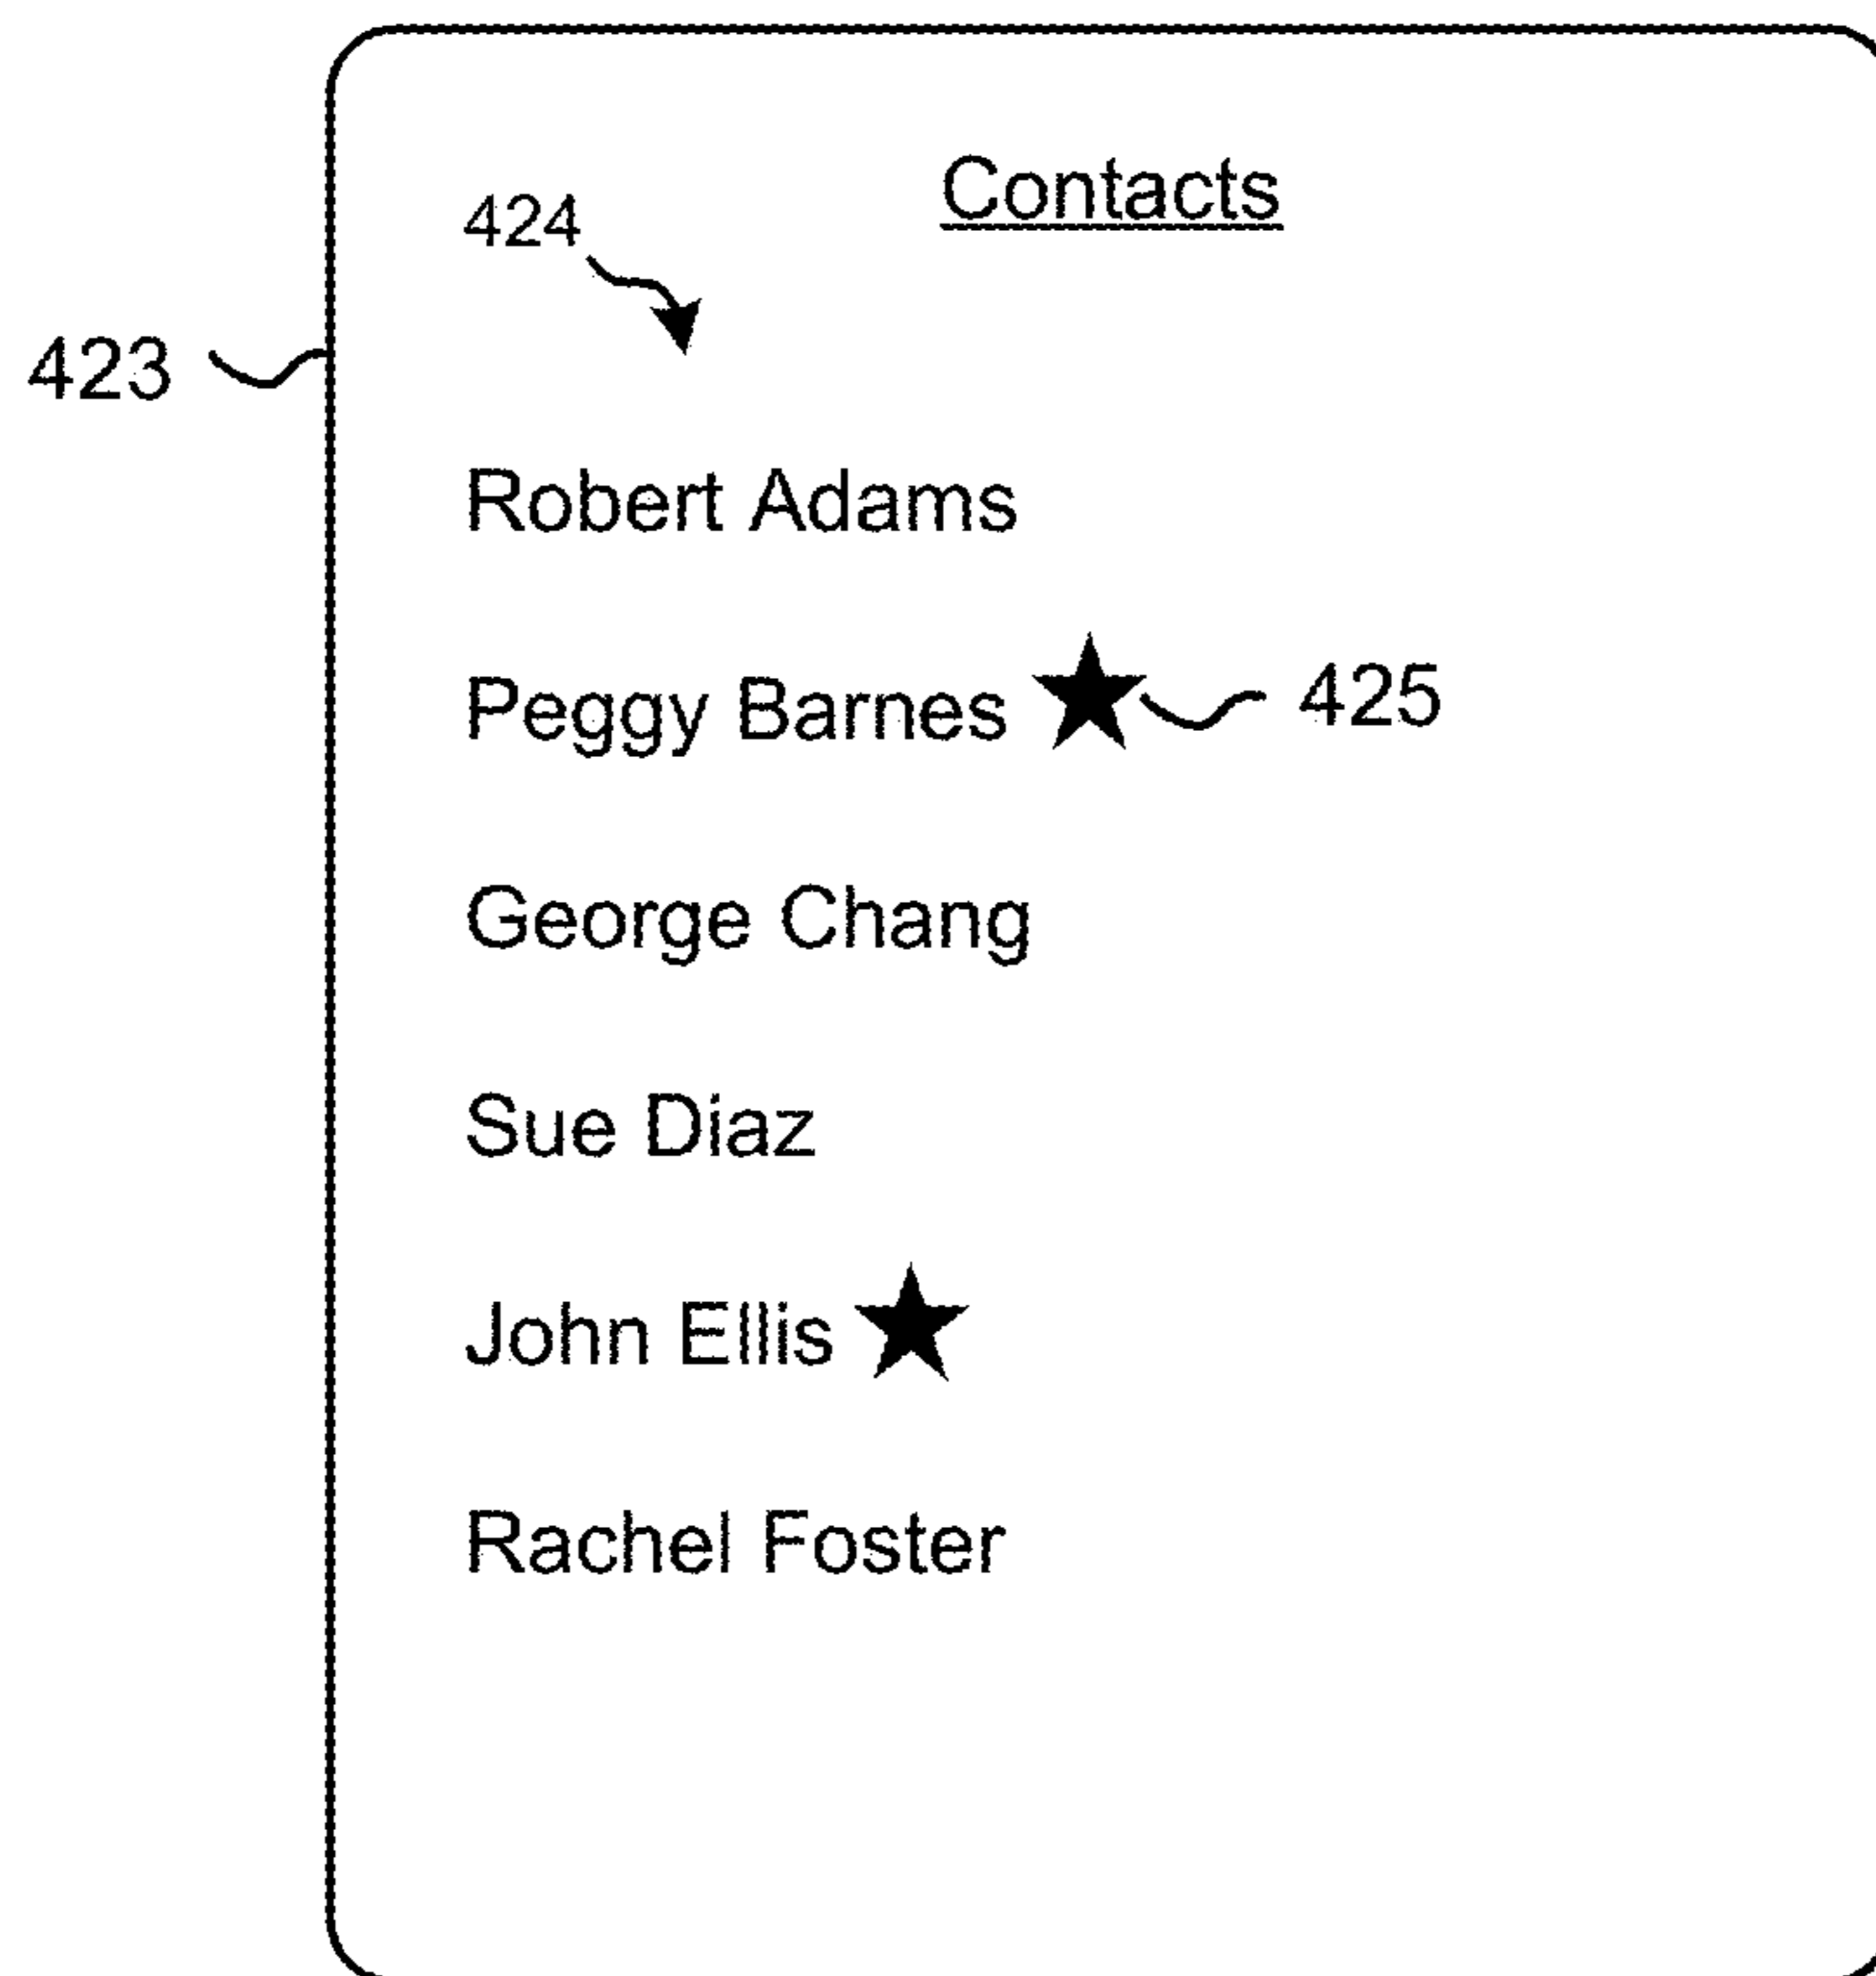 Contacts
424
423
Robert Adams
Peggy Barnes 425
George Chang
Sue Diaz
John Ellis
Rachel Foster